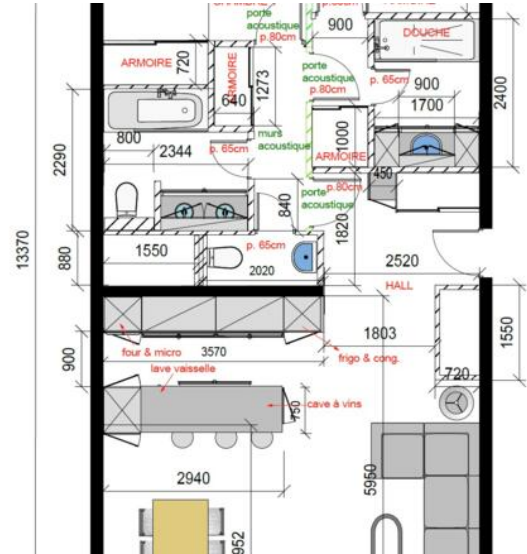 CHAMBRE
porte
acoustique
p.80cm
900
DOUCHE
ARMOIRE
720
ARMOIRE
640
1273
porte
acoustique
p.80cm
p. 65cm
900
1700
2400
800
2290
2344
p. 65cm
murs
acoustique
1000
ARMOIRE
porte
acoustique
p.80cm
450
840
1820
13370
880
1550
p. 65cm
2020
2520
HALL
1803
1550
720
four & micro
3570
frigo & cong.
lave vaisselle
900
750
cave à vins
2940
5950
952